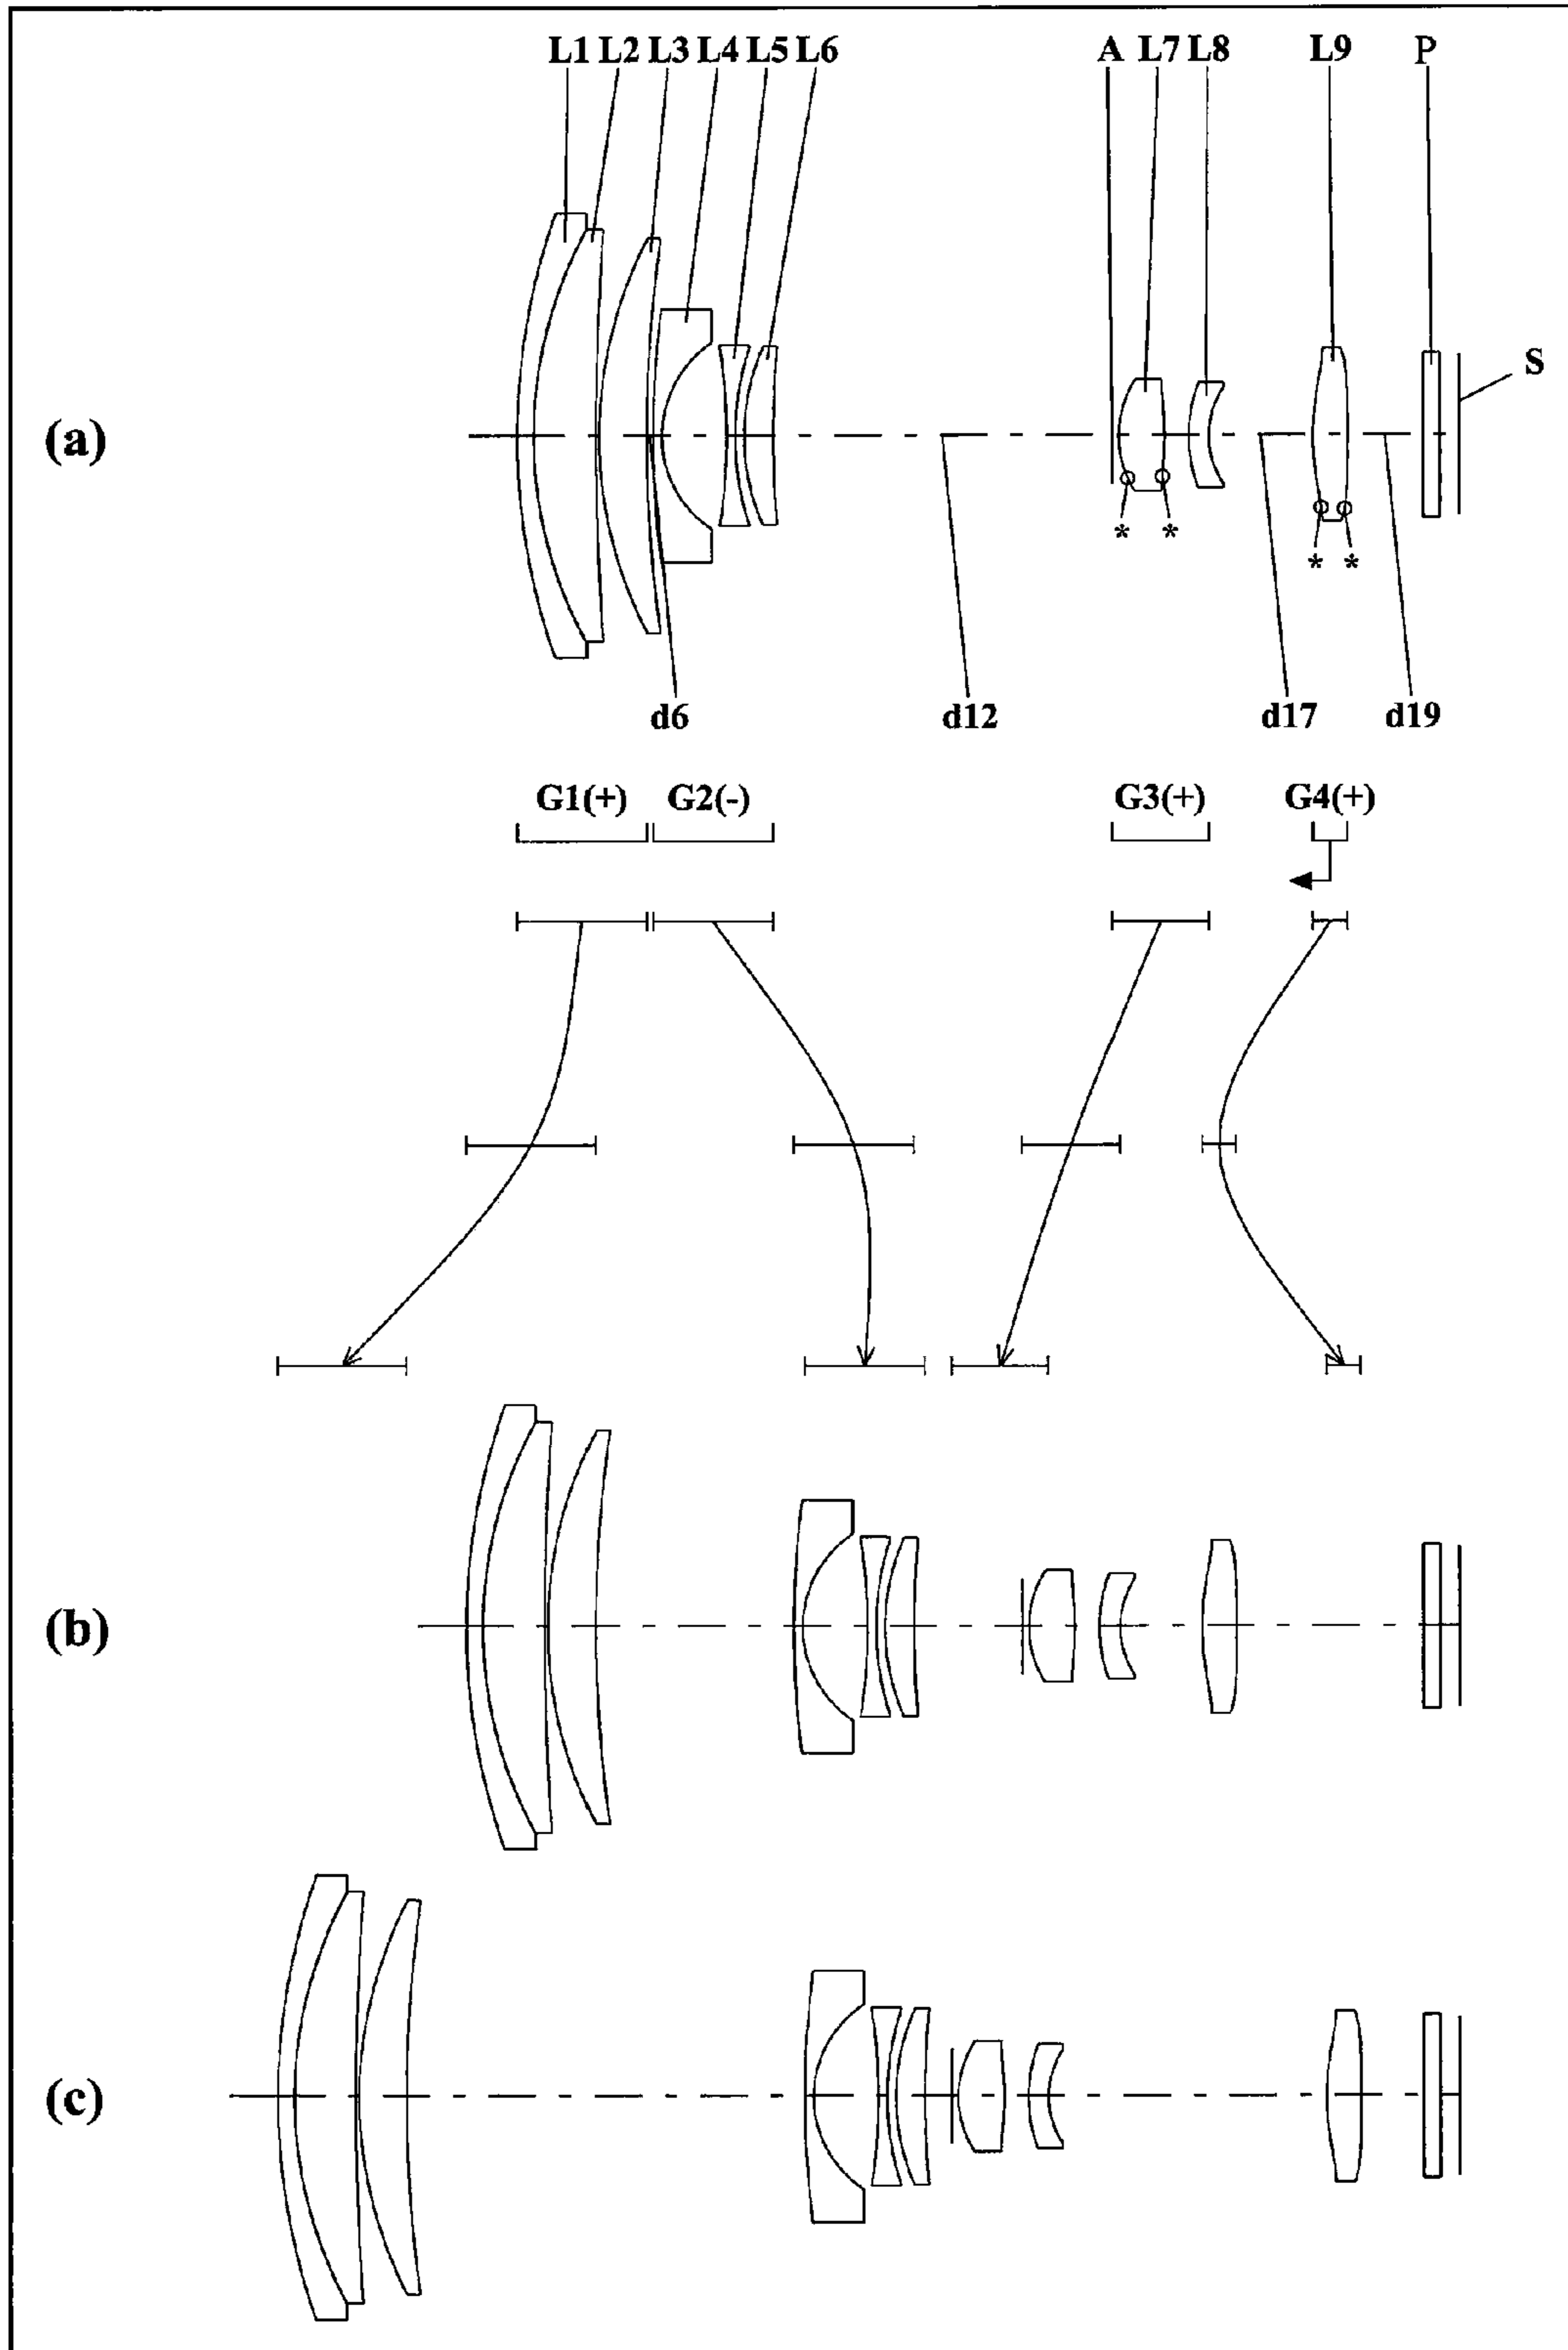 L1 L2 L3 L4 L5 L6 A L7 L8 L9 P
S
(a)
* * * *
d6 d12 d17 d19
G1(+) G2(-) G3(+) G4(+)
(b)
(c)